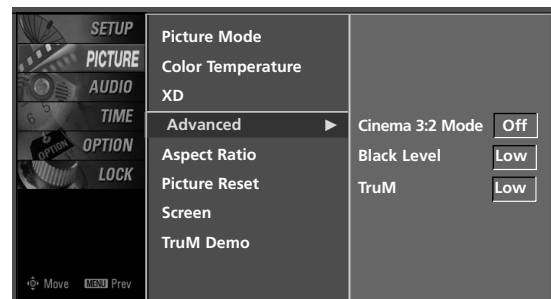 SETUP
PICTURE
AUDIO
TIME
OPTION
LOCK
Move MENU Prev
Picture Mode
Color Temperature
XD
Advanced ▶
Aspect Ratio
Picture Reset
Screen
TruM Demo
Cinema 3:2 Mode Off
Black Level Low
TruM Low